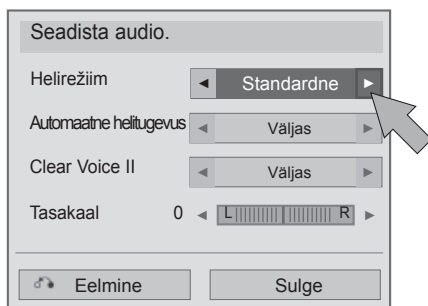 Seadista audio.
Helirežiim ◄ Standardne ►
Automaatne helitugevus ◄ Väljas ►
Clear Voice II ◄ Väljas ►
Tasakaal 0 ◄ L R ►
Eelmine Sulge